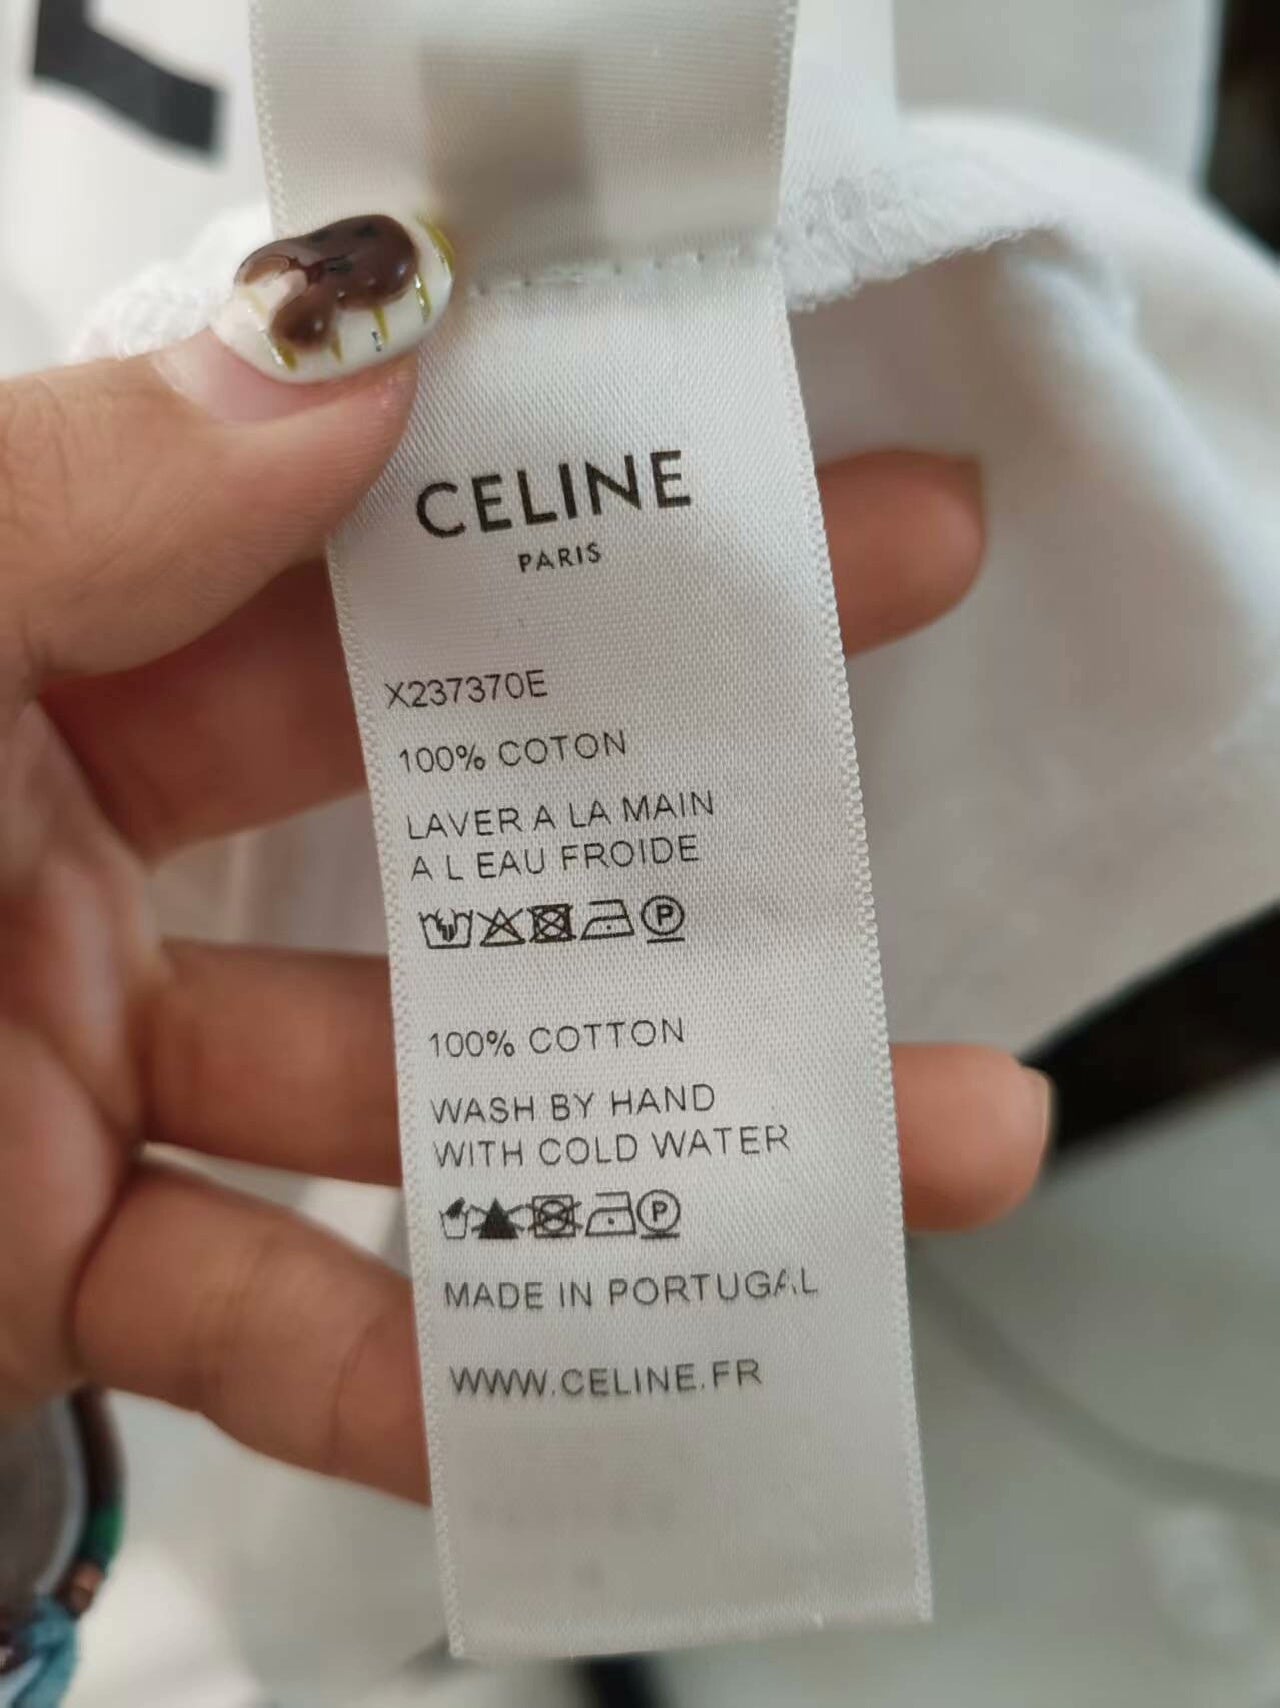 CELINE
PARIS
X237370E
100% COTON
LAVER A LA MAIN
A L EAU FROIDE
P
100% COTTON
WASH BY HAND
WITH COLD WATER
P
MADE IN PORTUGAL
WWW.CELINE.FR